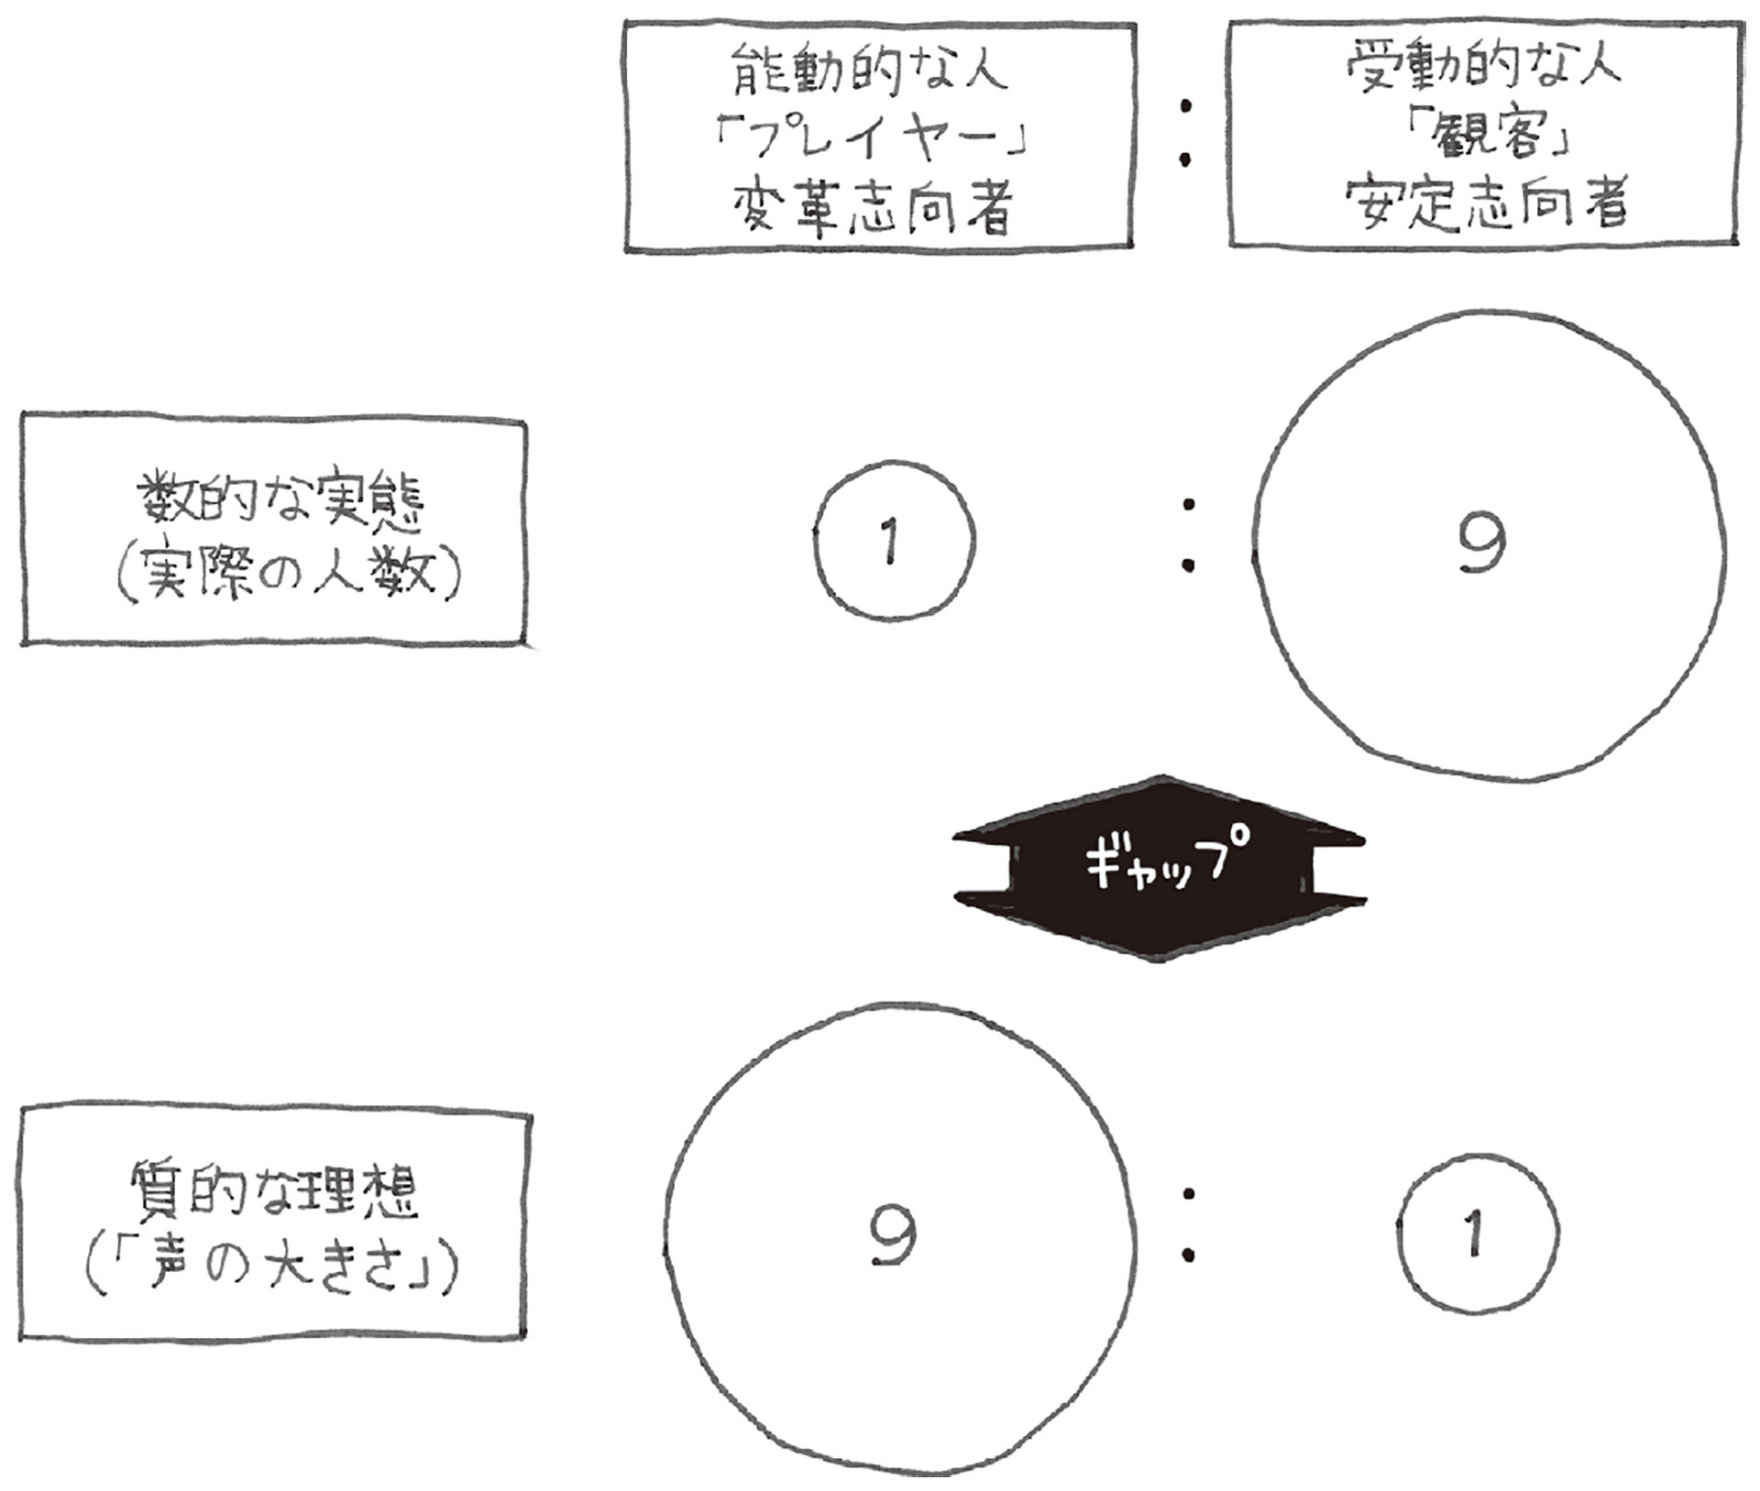 能動的な人
「プレイヤー」
変革志向者
:
受動的な人
「観客」
安定志向者
数的な実態
(実際の人数)
1
:
9
ギャップ
質的な理想
(「声の大きさ」)
9
:
1